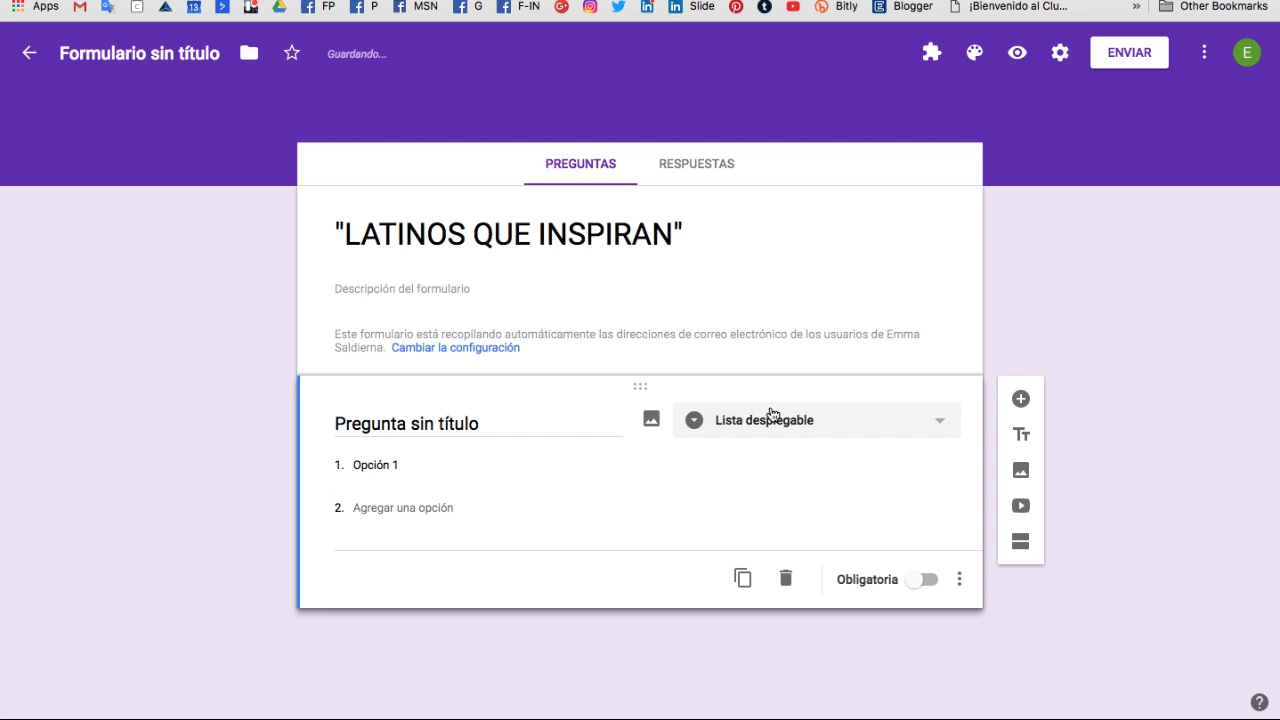 Apps FP P MSN G F-IN Slide Bitly Blogger ¡Bienvenido al Clu... » Other Bookmarks
Formulario sin título Guardando... ENVIAR E
PREGUNTAS RESPUESTAS
"LATINOS QUE INSPIRAN"
Descripción del formulario
Este formulario está recopilando automáticamente las direcciones de correo electrónico de los usuarios de Emma
Saldierna. Cambiar la configuración
Pregunta sin título Lista desplegable
1. Opción 1
2. Agregar una opción
Obligatoria